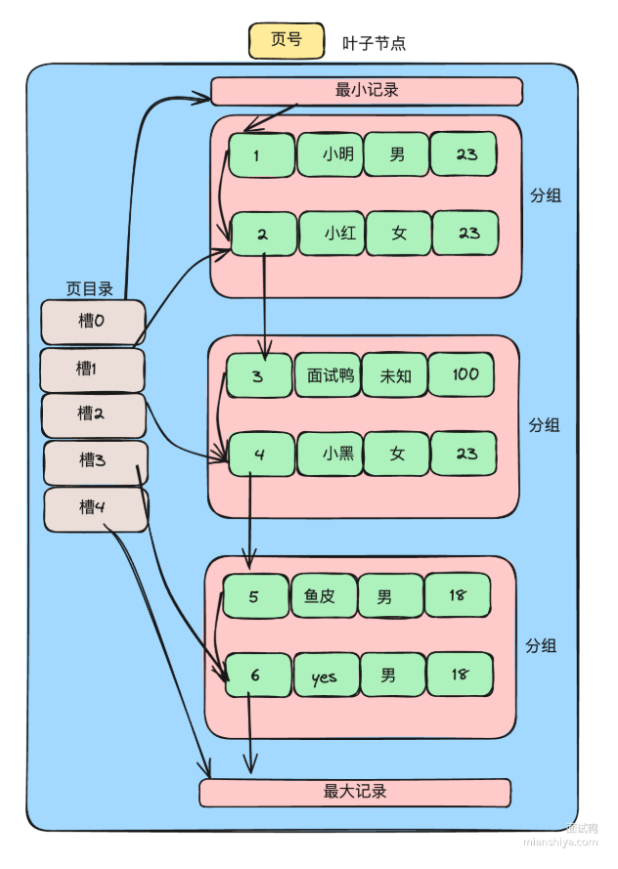 页号 叶子节点
最小记录
1 小明 男 23
分组
2 小红 女 23
页目录
槽0
槽1
槽2
槽3
槽4
3 面试鸭 未知 100
4 小黑 女 23
分组
5 鱼皮 男 18
分组
6 yes 男 18
最大记录
面试鸭
mianshiya.com